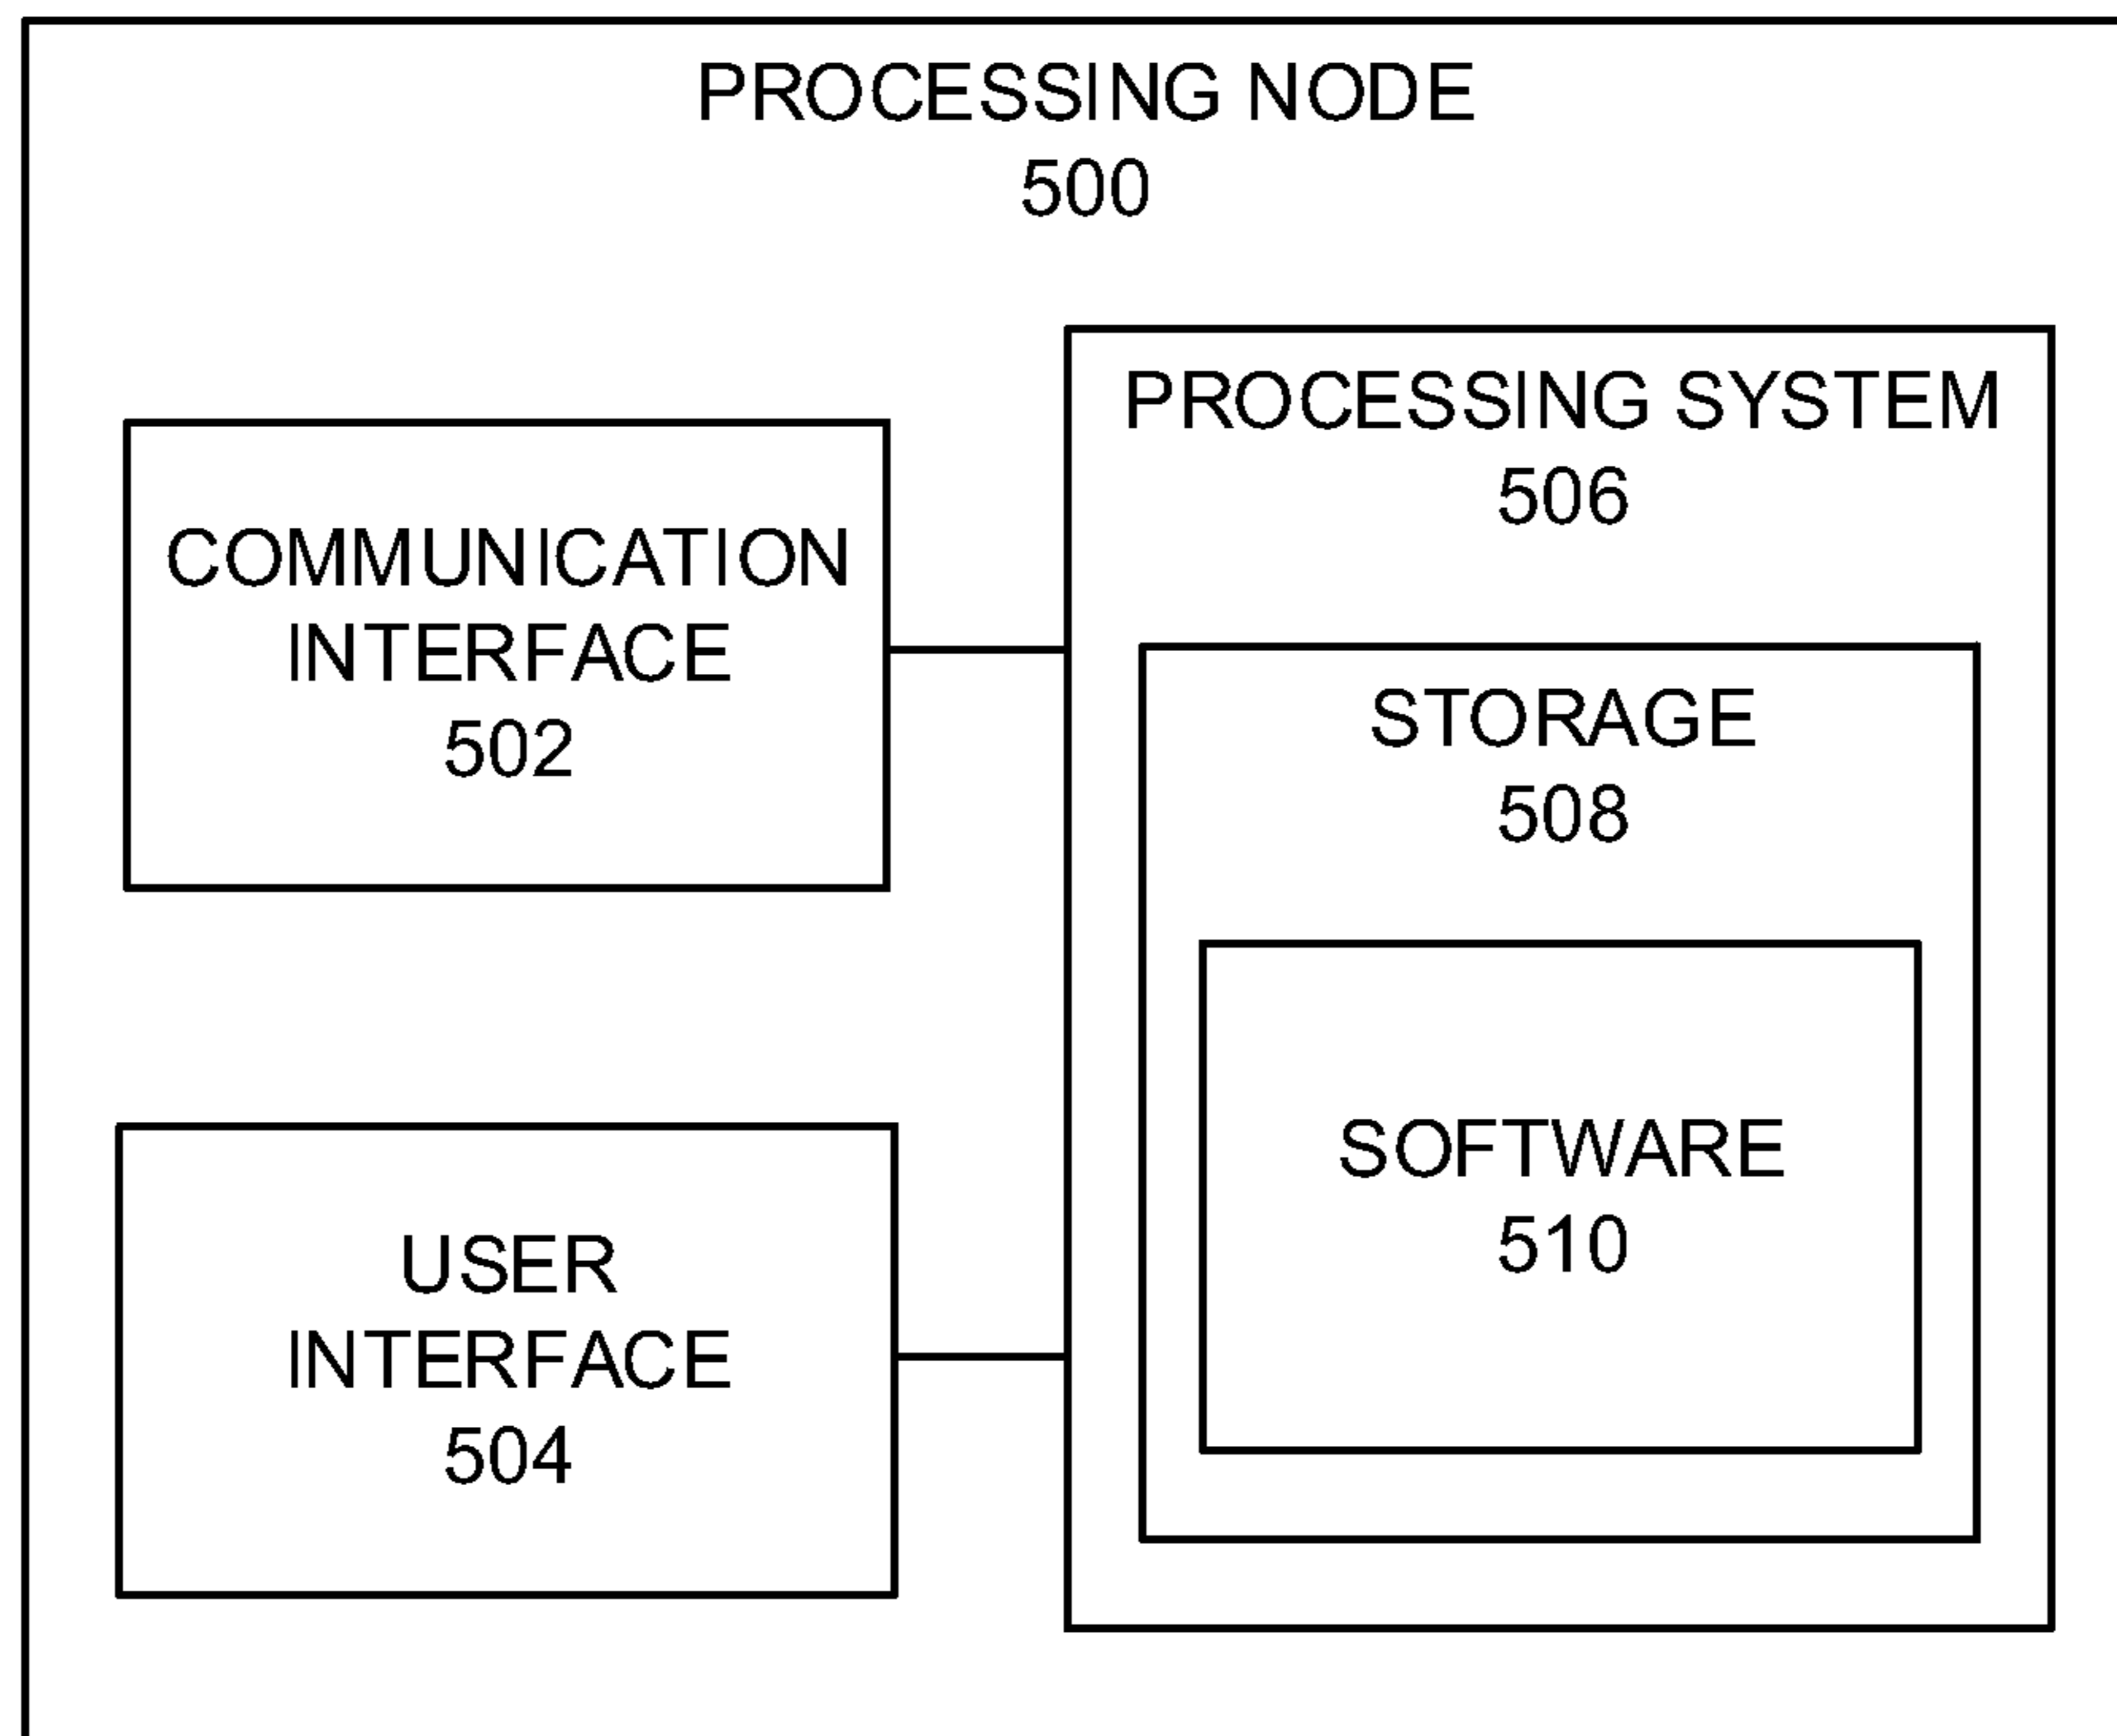 PROCESSING NODE
500
PROCESSING SYSTEM
506
COMMUNICATION
INTERFACE
502
STORAGE
508
SOFTWARE
510
USER
INTERFACE
504